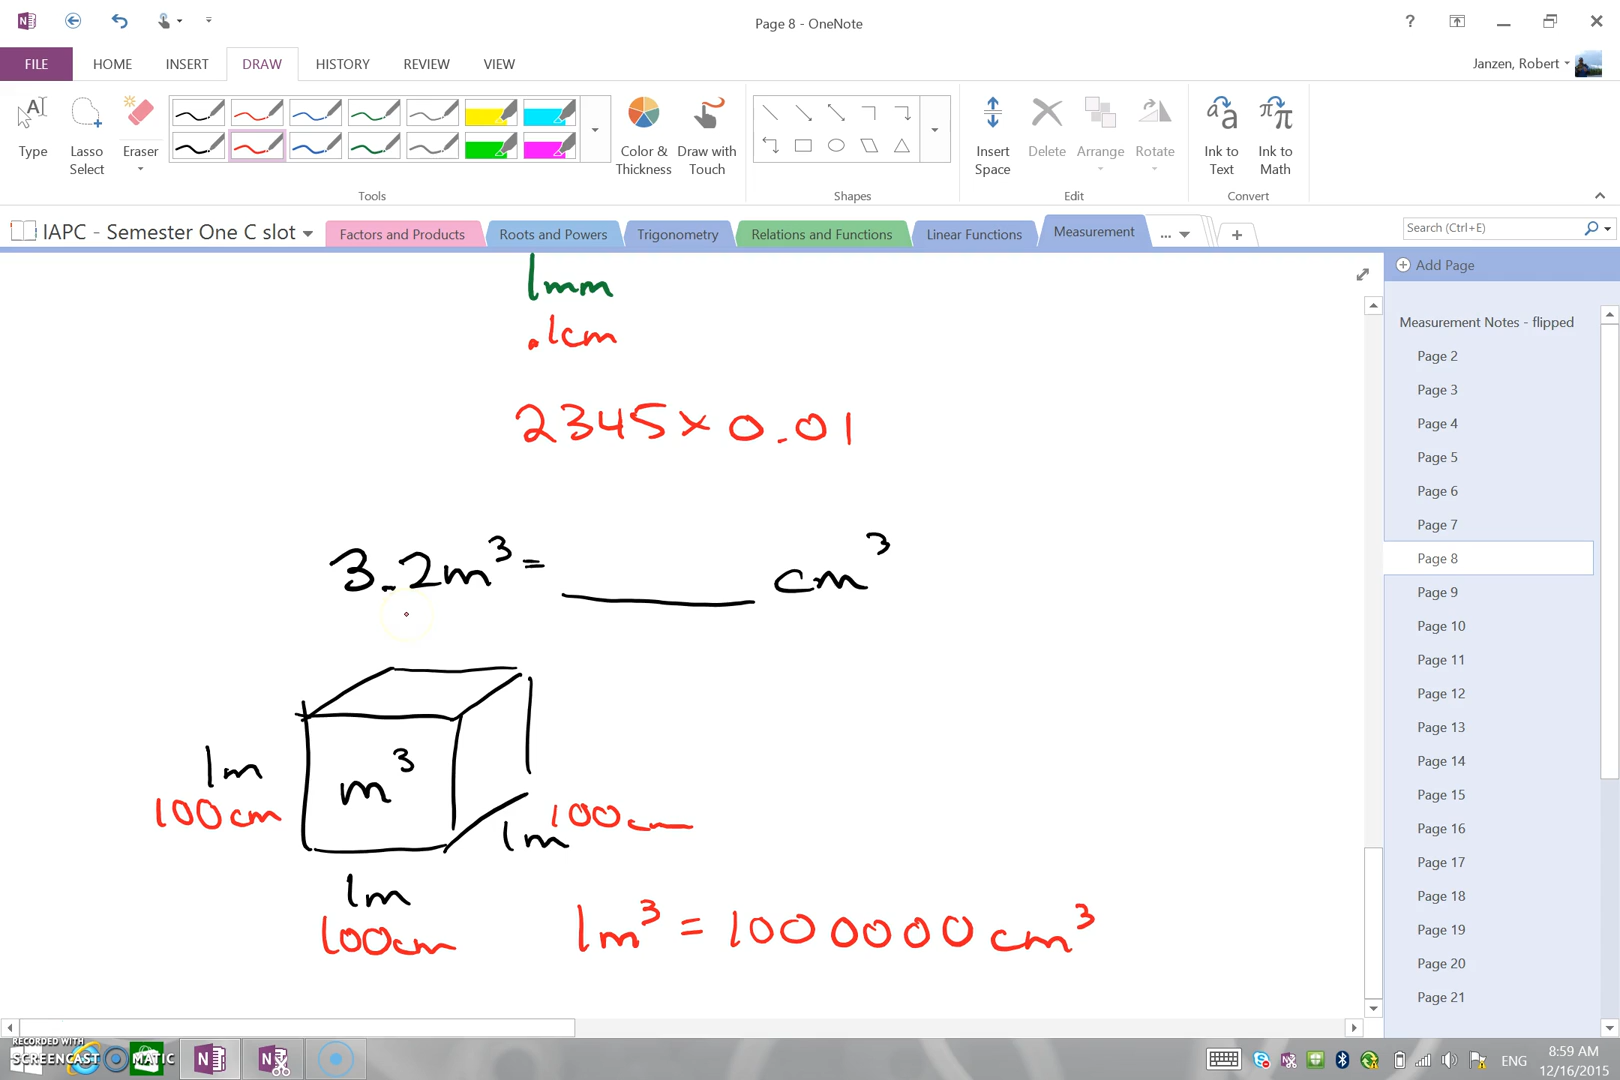 Page 8 - OneNote
?
FILE
HOME
INSERT
DRAW
HISTORY
REVIEW
VIEW
Janzen, Robert
Type
Lasso Select
Eraser
Color & Thickness
Draw with Touch
Insert Space
Delete
Arrange
Rotate
Ink to Text
Ink to Math
Tools
Shapes
Edit
Convert
IAPC - Semester One C slot
Factors and Products
Roots and Powers
Trigonometry
Relations and Functions
Linear Functions
Measurement
...
Search (Ctrl+E)
Add Page
Measurement Notes - flipped
Page 2
Page 3
Page 4
Page 5
Page 6
Page 7
Page 8
Page 9
Page 10
Page 11
Page 12
Page 13
Page 14
Page 15
Page 16
Page 17
Page 18
Page 19
Page 20
Page 21
1mm
.1cm
2345 x 0.01
3.2m³ = ______ cm³
m³
1m
100cm
1m 100cm
1m
100cm
1m³ = 1000000 cm³
RECORDED WITH
SCREENCAST MATIC
ENG
8:59 AM
12/16/2015